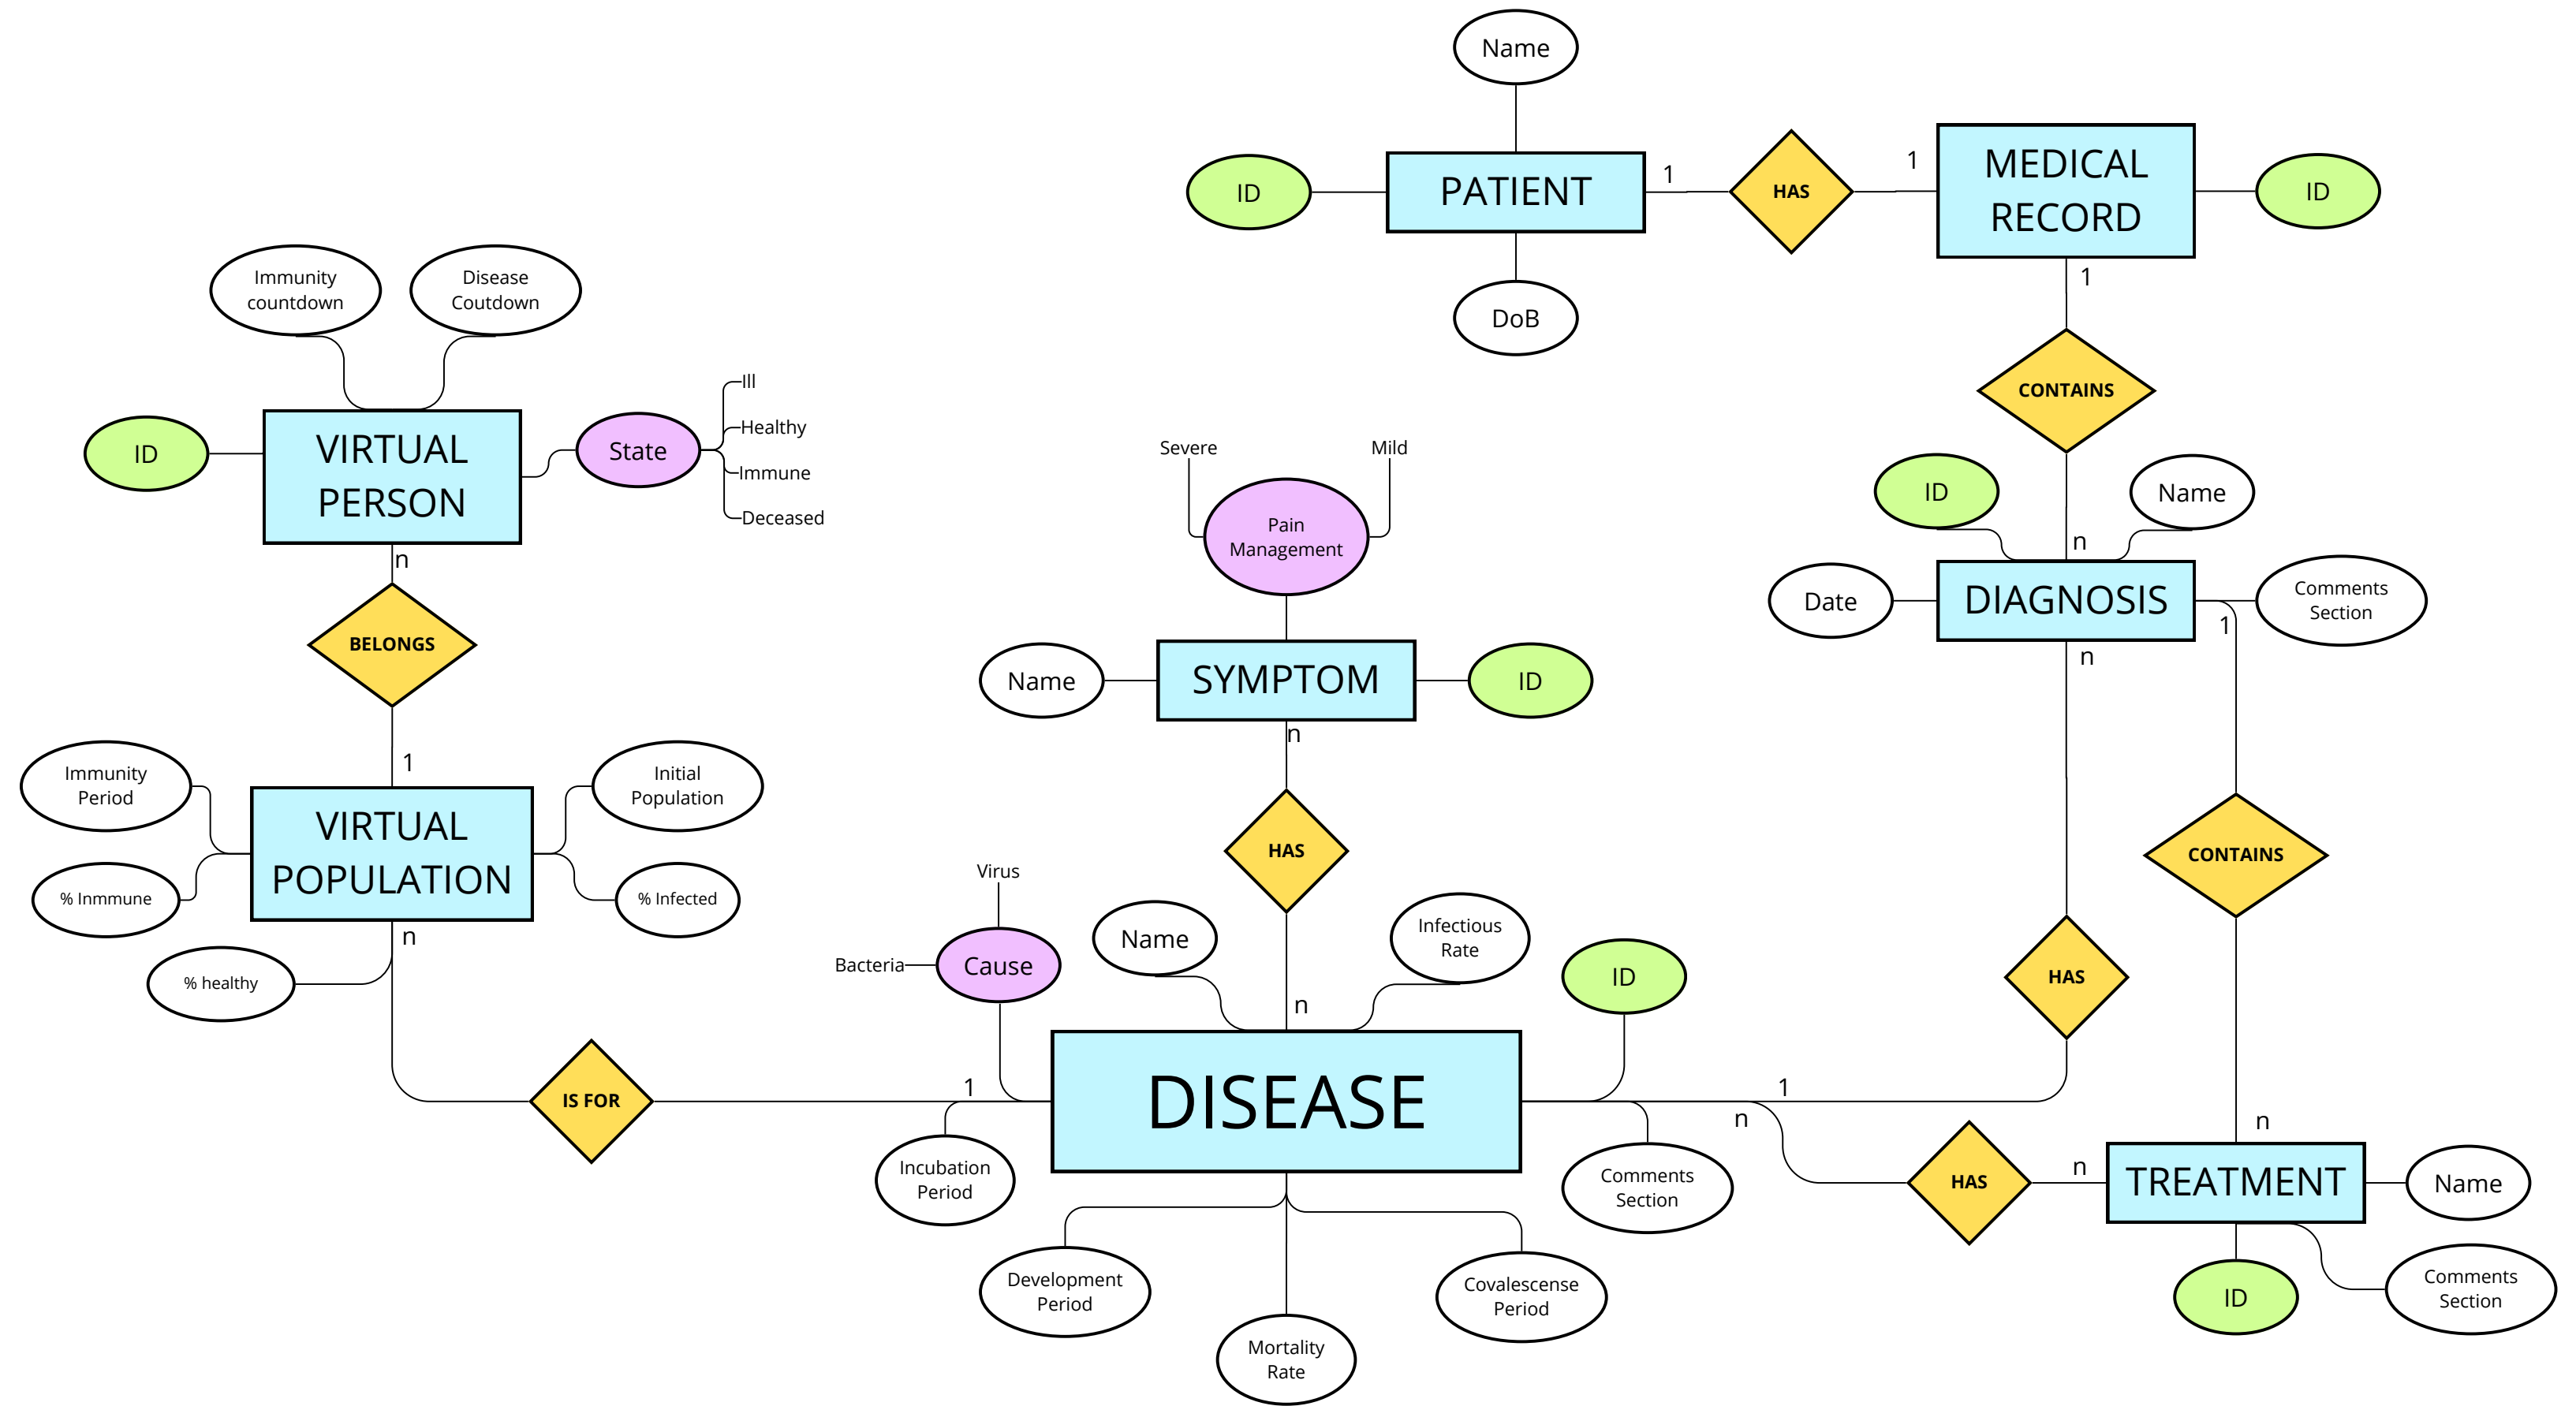 Name
ID
PATIENT
1
HAS
1
MEDICAL
RECORD
ID
DoB
1
CONTAINS
n
ID
Name
Date
DIAGNOSIS
Comments
Section
1
n
Immunity
countdown
Disease
Coutdown
ID
VIRTUAL
PERSON
State
Ill
Healthy
Immune
Deceased
n
BELONGS
1
Immunity
Period
Initial
Population
VIRTUAL
POPULATION
% Inmmune
% Infected
n
% healthy
IS FOR
1
Severe
Mild
Pain
Management
Name
SYMPTOM
ID
n
HAS
n
Virus
Bacteria
Cause
Name
Infectious
Rate
ID
DISEASE
Incubation
Period
Development
Period
Mortality
Rate
Covalescense
Period
Comments
Section
1
n
HAS
CONTAINS
n
HAS
n
TREATMENT
Name
ID
Comments
Section